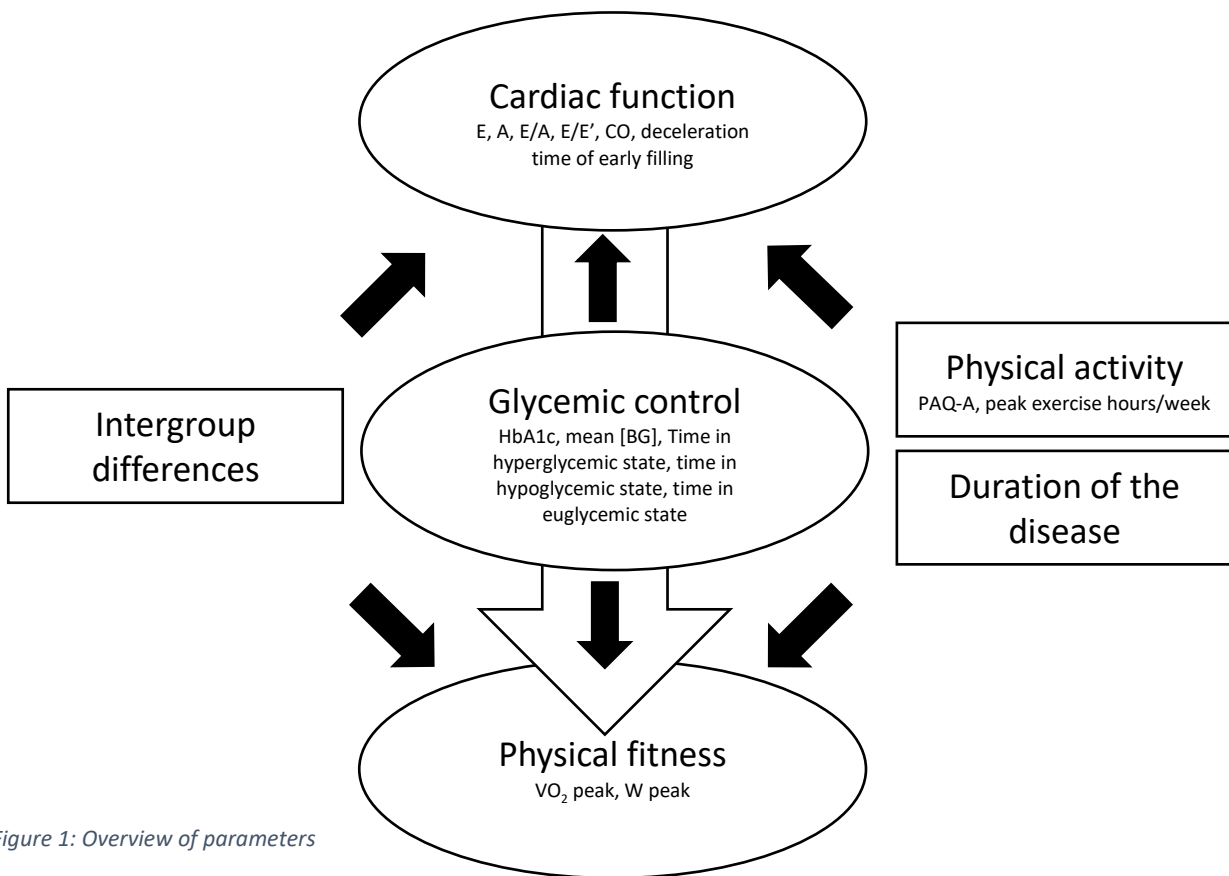 Cardiac function
E, A, E/A, E/E’, CO, deceleration
time of early filling
Intergroup
differences
Glycemic control
HbA1c, mean [BG], Time in
hyperglycemic state, time in
hypoglycemic state, time in
euglycemic state
Physical activity
PAQ-A, peak exercise hours/week
Duration of the
disease
Physical fitness
VO₂ peak, W peak
igure 1: Overview of parameters